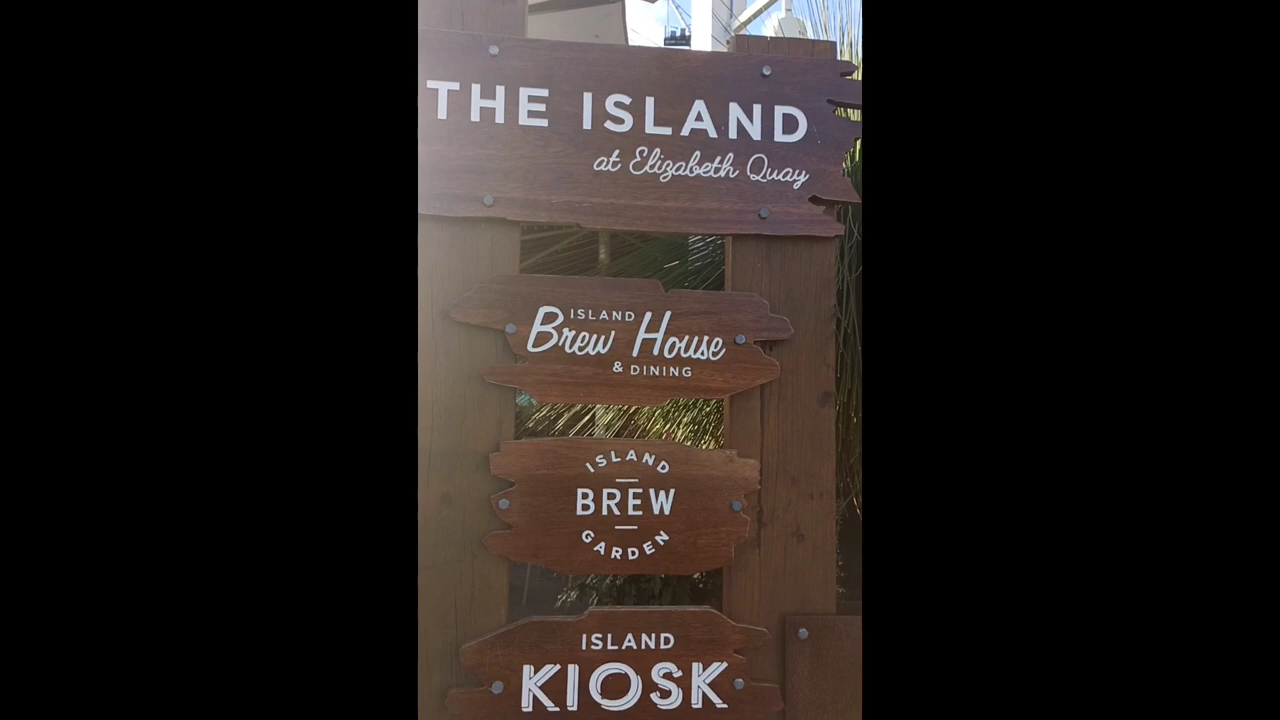 THE ISLAND
at Elizabeth Quay
ISLAND
Brew House
& DINING
ISLAND
BREW
GARDEN
ISLAND
KIOSK